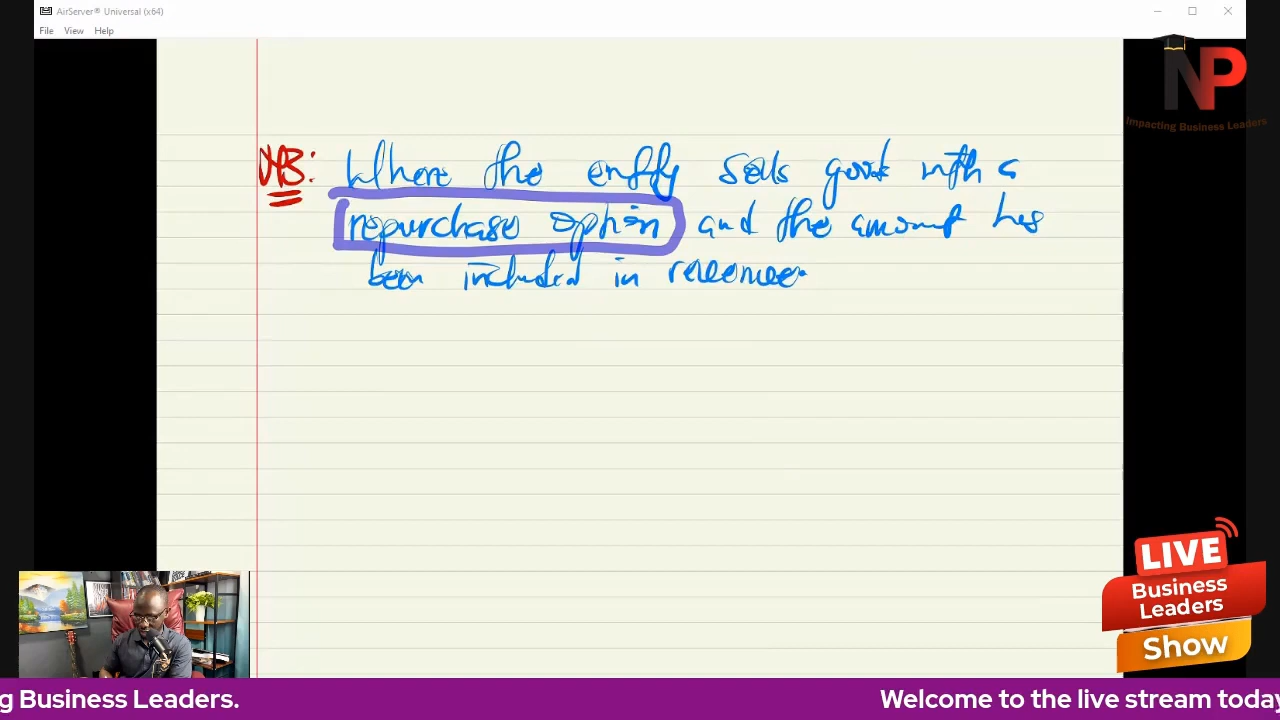 AirServer® Universal (x64)
File View Help
NP
Impacting Business Leaders
NB: Where the entity sells goods with a
repurchase option and the amount has
been included in revenue.
LIVE
Business
Leaders
Show
g Business Leaders. Welcome to the live stream today